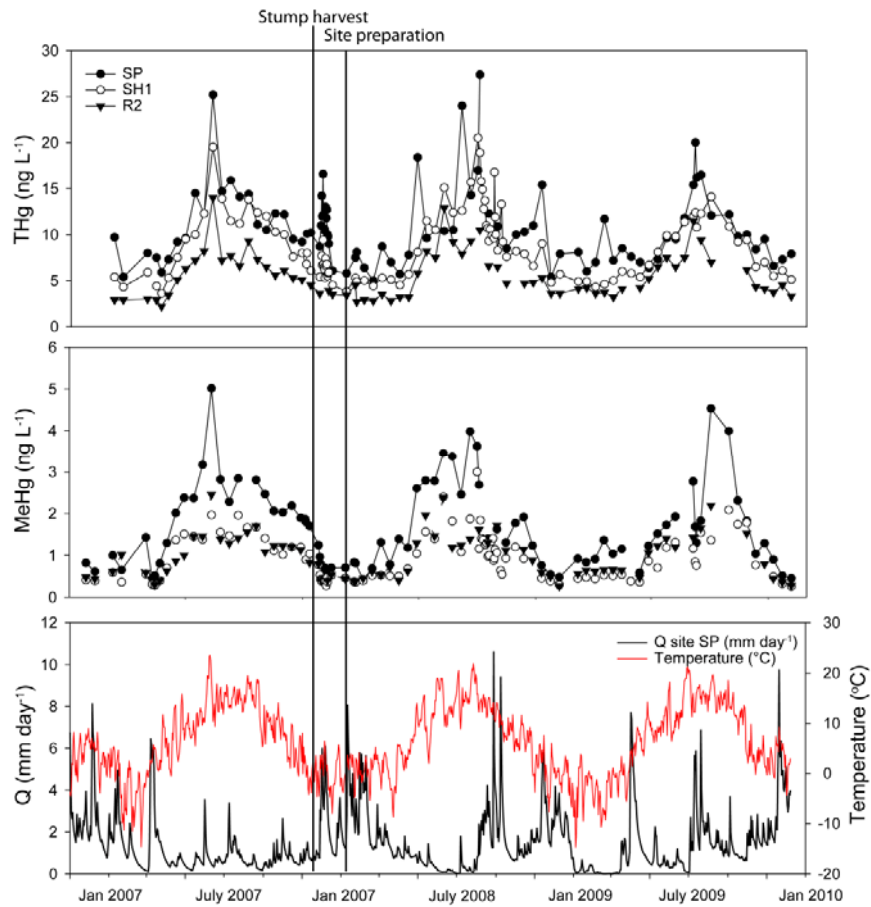 Stump harvest
Site preparation
THg (ng L-1)
30
25
20
15
10
5
0
SP
SH1
R2
MeHg (ng L-1)
6
5
4
3
2
1
0
Q (mm day-1)
12
10
8
6
4
2
0
Q site SP (mm day-1)
Temperature (°C)
30
20
10
0
-10
-20
Temperature (°C)
Jan 2007 July 2007 Jan 2007 July 2008 Jan 2009 July 2009 Jan 2010